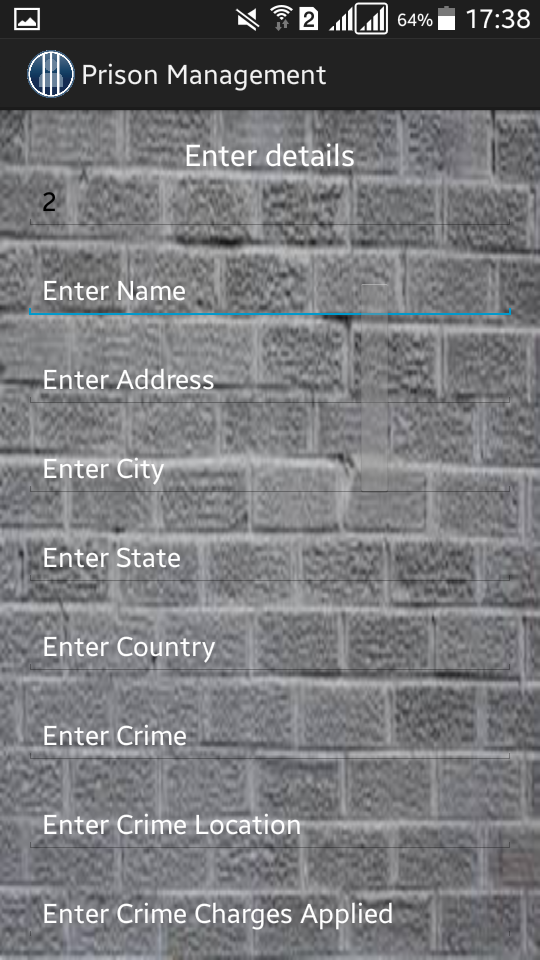 2 64% 17:38
Prison Management
Enter details
2
Enter Name
Enter Address
Enter City
Enter State
Enter Country
Enter Crime
Enter Crime Location
Enter Crime Charges Applied